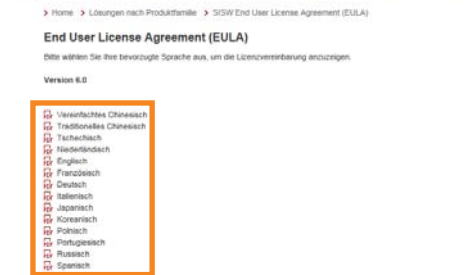 > Home > Lösungen nach Produktfamilie > SISW End User License Agreement (EULA)
End User License Agreement (EULA)
Bitte wählen Sie Ihre bevorzugte Sprache aus, um die Lizenzvereinbarung anzuzeigen.
Version 6.0
Vereinfachtes Chinesisch
Traditionelles Chinesisch
Tschechisch
Niederländisch
Englisch
Französisch
Deutsch
Italienisch
Japanisch
Koreanisch
Polnisch
Portugiesisch
Russisch
Spanisch